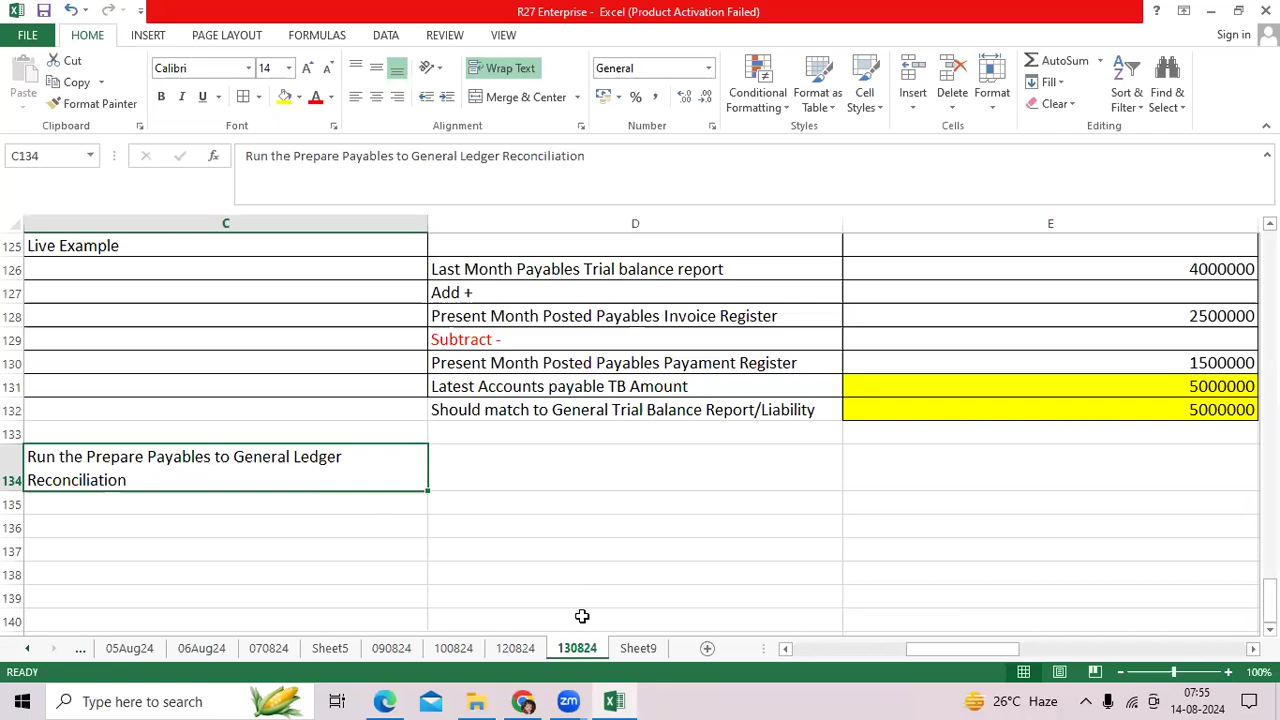 R27 Enterprise - Excel (Product Activation Failed)
FILE HOME INSERT PAGE LAYOUT FORMULAS DATA REVIEW VIEW Sign in
Paste Cut Copy Format Painter Clipboard
Calibri 14 B I U Font
Wrap Text Merge & Center Alignment
General % , Number
Conditional Formatting Format as Table Cell Styles Styles
Insert Delete Format Cells
AutoSum Fill Clear Sort & Filter Find & Select Editing
C134 fx Run the Prepare Payables to General Ledger Reconciliation
C D E
125 Live Example
126 Last Month Payables Trial balance report 4000000
127 Add +
128 Present Month Posted Payables Invoice Register 2500000
129 Subtract -
130 Present Month Posted Payables Payament Register 1500000
131 Latest Accounts payable TB Amount 5000000
132 Should match to General Trial Balance Report/Liability 5000000
133
Run the Prepare Payables to General Ledger
134 Reconciliation
135
136
137
138
139
140
... 05Aug24 06Aug24 070824 Sheet5 090824 100824 120824 130824 Sheet9
READY 100%
Type here to search zm 26°C Haze 07:55
14-08-2024